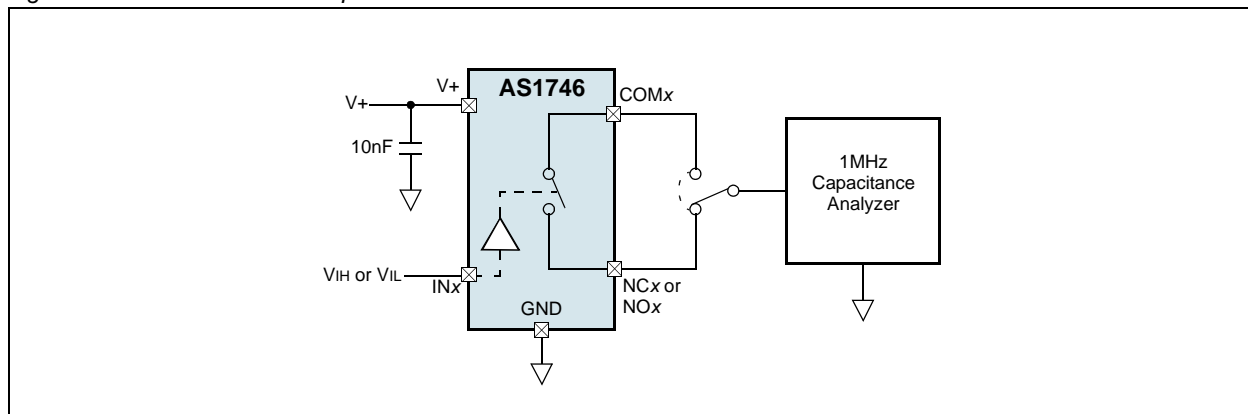 AS1746
V+
V+
COMx
10nF
1MHz
Capacitance
Analyzer
VIH or VIL
INx
NCx or
NOx
GND